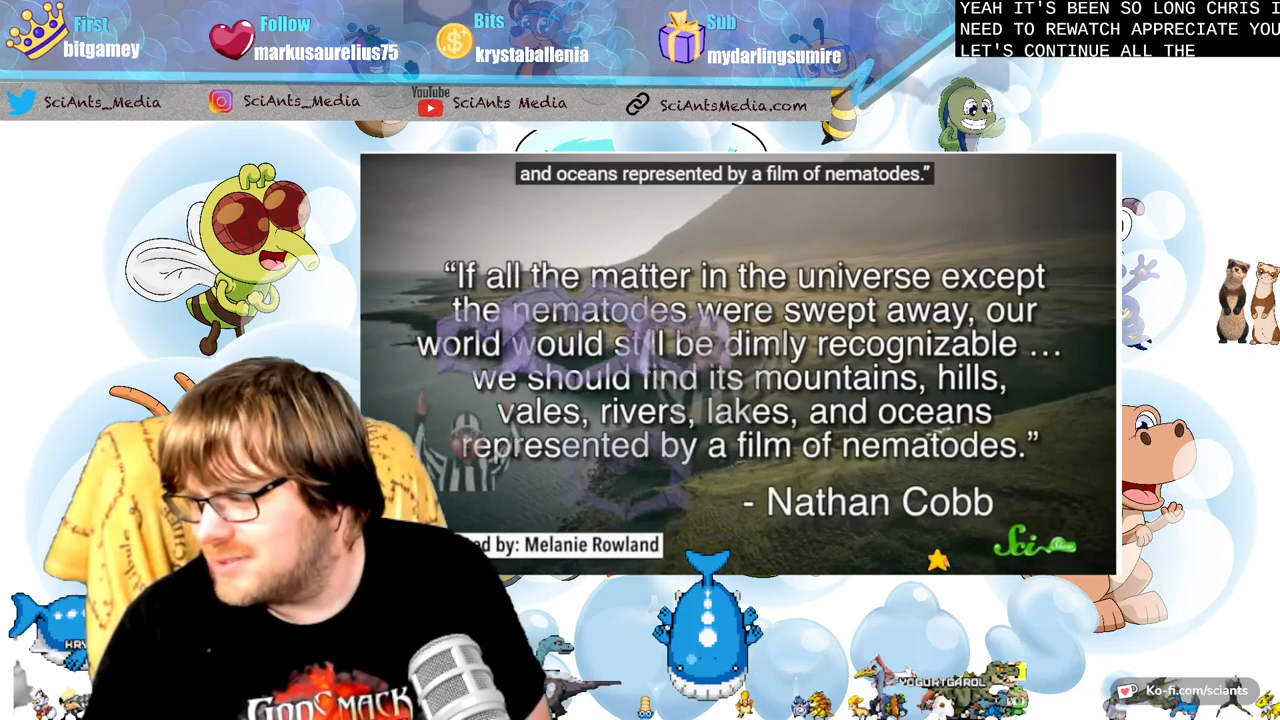 First
bitgamey
Follow
markusaurelius75
Bits
krystaballenia
Sub
mydarlingsumire
YEAH IT'S BEEN SO LONG CHRIS I
NEED TO REWATCH APPRECIATE YOU
LET'S CONTINUE ALL THE
SciAnts_Media
SciAnts_Media
YouTube
SciAnts Media
SciAntsMedia.com
and oceans represented by a film of nematodes.”
“If all the matter in the universe except
the nematodes were swept away, our
world would still be dimly recognizable …
we should find its mountains, hills,
vales, rivers, lakes, and oceans
represented by a film of nematodes.”
- Nathan Cobb
ed by: Melanie Rowland
Sci
GODSMACK
YOGURTGAROL
Ko-fi.com/sciants